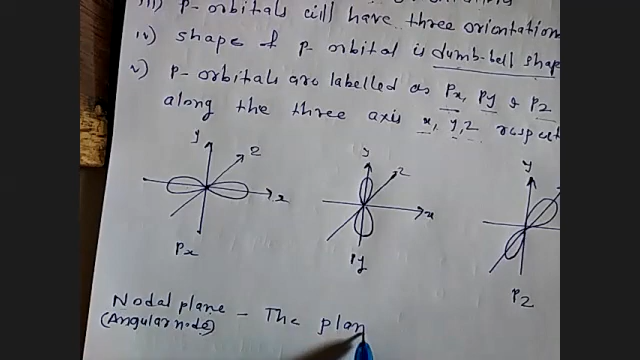 iii) p-orbitals will have three orientation
iv) shape of p orbital is dumb-bell shap
v) p-orbitals are labelled as Px, Py & Pz
along the three axis x, y, z respect
y
z
x
Px
y
z
x
Py
y
Pz
Nodal plane - The plan
(Angular node)